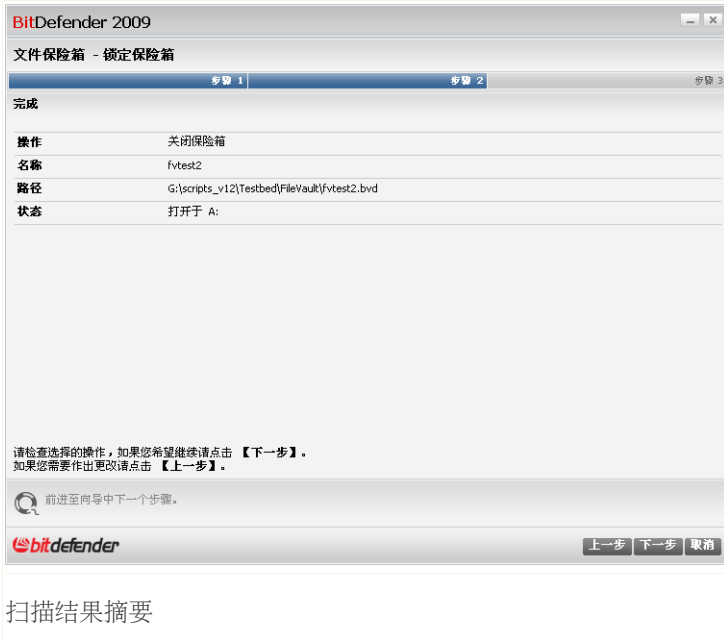 BitDefender 2009
文件保险箱 - 锁定保险箱
步骤 1 步骤 2 步骤 3
完成
操作 关闭保险箱
名称 fvtest2
路径 G:\scripts_v12\Testbed\FileVault\fvtest2.bvd
状态 打开于 A:
请检查选择的操作，如果您希望继续请点击 【下一步】。
如果您需要作出更改请点击 【上一步】。
前进至向导中下一个步骤。
bitdefender 上一步 下一步 取消
扫描结果摘要